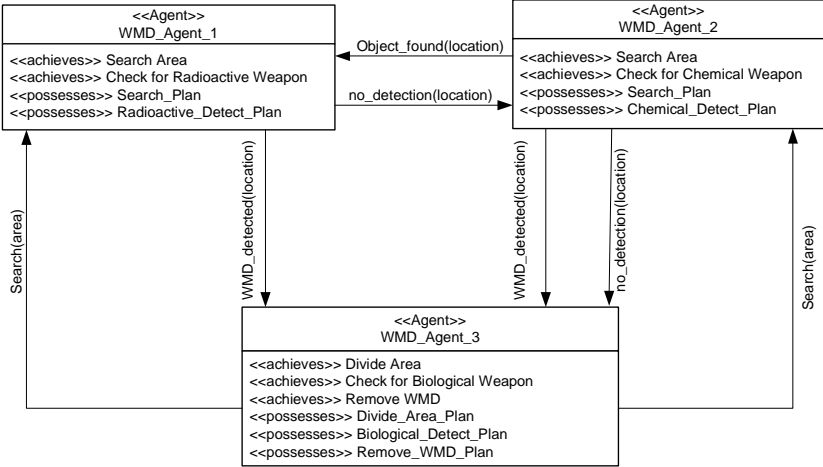 <<Agent>>
WMD_Agent_1
<<achieves>> Search Area
<<achieves>> Check for Radioactive Weapon
<<possesses>> Search_Plan
<<possesses>> Radioactive_Detect_Plan
Object_found(location)
no_detection(location)
<<Agent>>
WMD_Agent_2
<<achieves>> Search Area
<<achieves>> Check for Chemical Weapon
<<possesses>> Search_Plan
<<possesses>> Chemical_Detect_Plan
Search(area)
WMD_detected(location)
WMD_detected(location)
no_detection(location)
Search(area)
<<Agent>>
WMD_Agent_3
<<achieves>> Divide Area
<<achieves>> Check for Biological Weapon
<<achieves>> Remove WMD
<<possesses>> Divide_Area_Plan
<<possesses>> Biological_Detect_Plan
<<possesses>> Remove_WMD_Plan